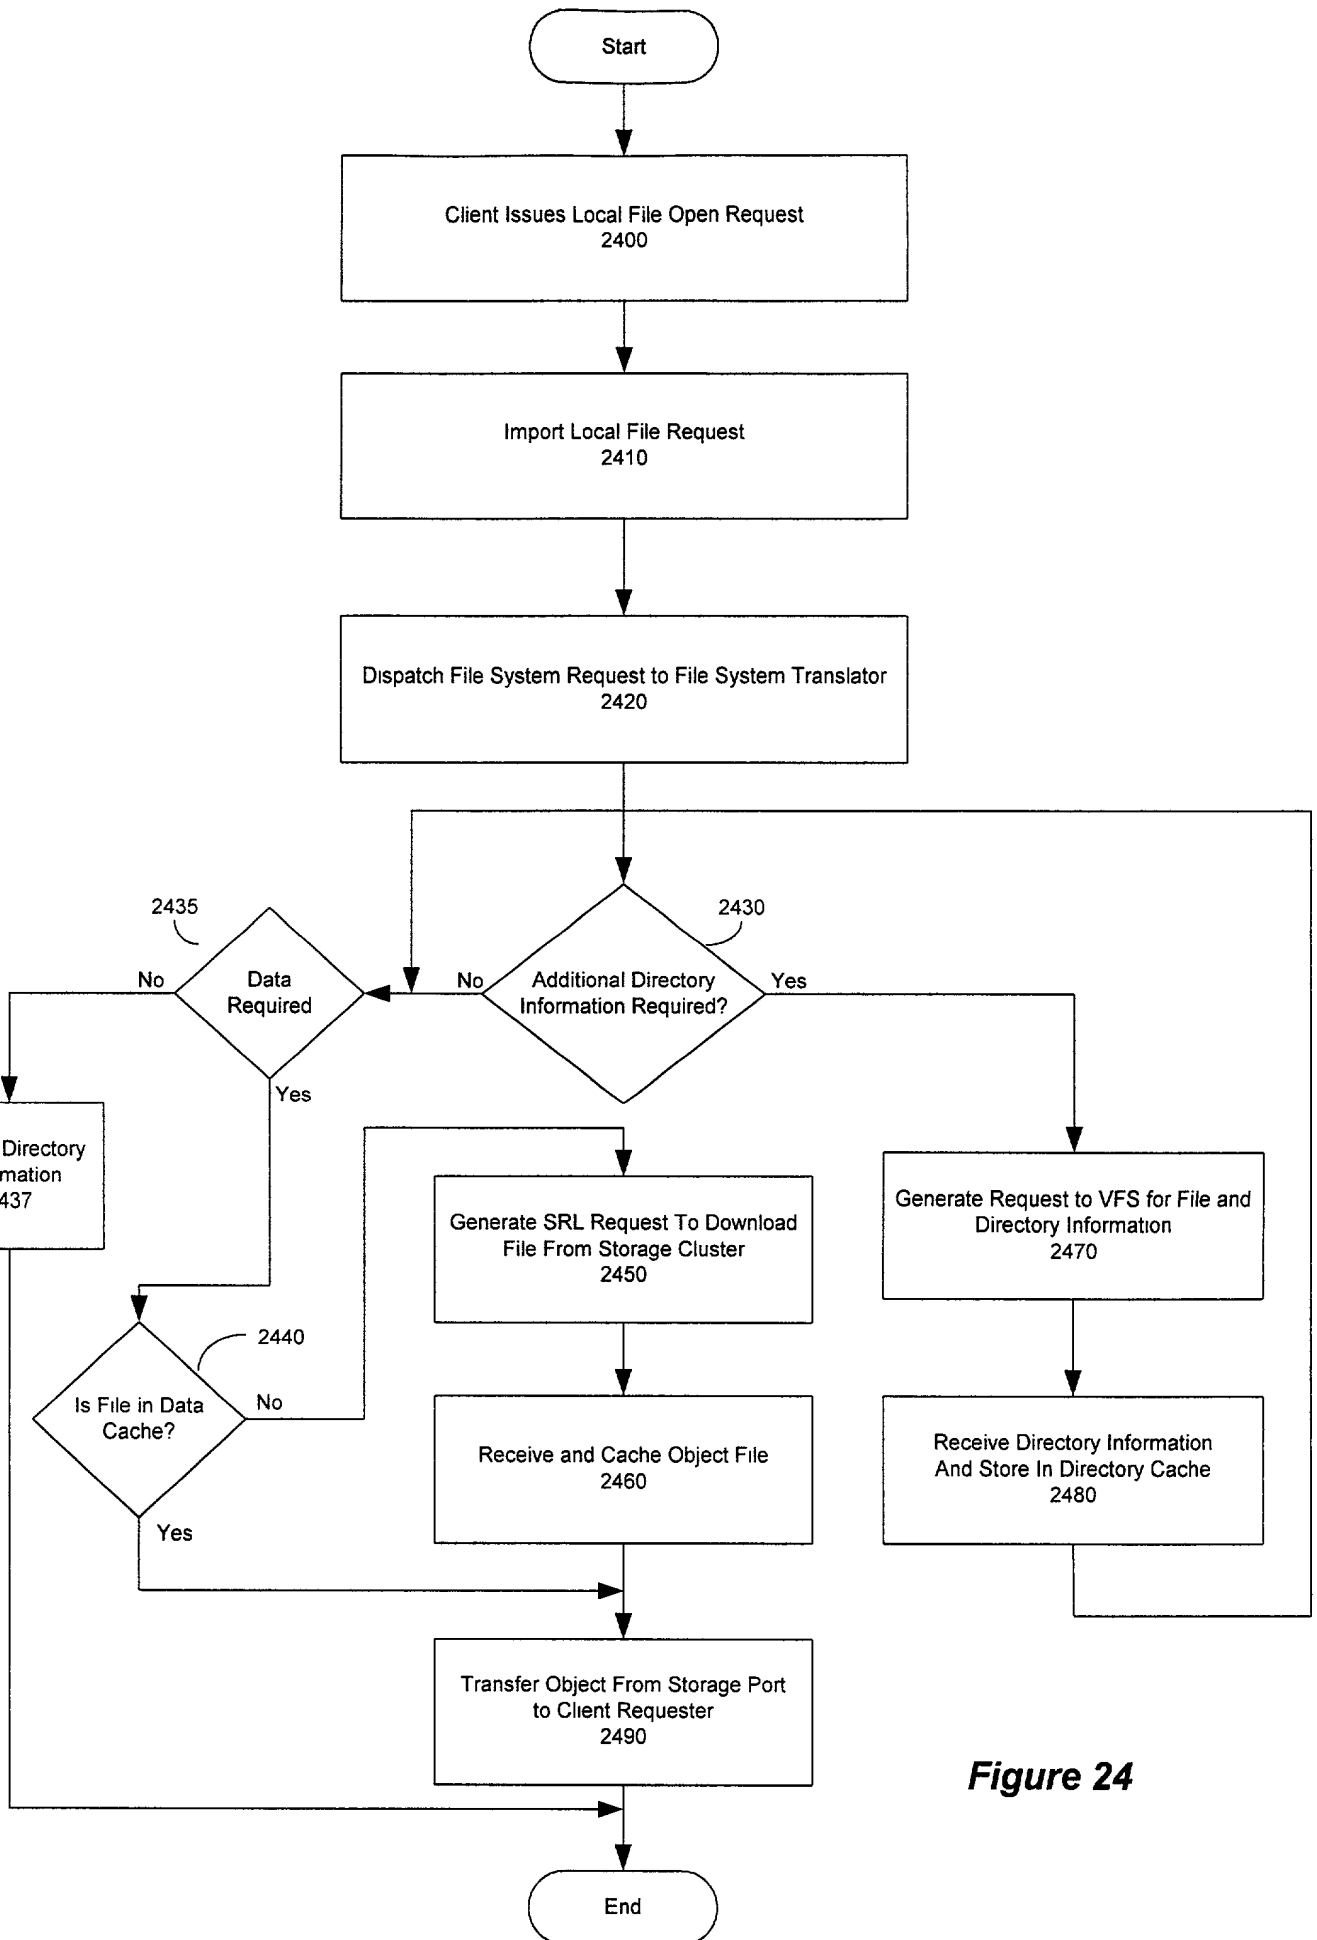 Start
Client Issues Local File Open Request
2400
Import Local File Request
2410
Dispatch File System Request to File System Translator
2420
2435
2430
No
Data
Required
No
Additional Directory
Information Required?
Yes
Yes
Directory
mation
437
Generate SRL Request To Download
File From Storage Cluster
2450
Generate Request to VFS for File and
Directory Information
2470
2440
Is File in Data
Cache?
No
Yes
Receive and Cache Object File
2460
Receive Directory Information
And Store In Directory Cache
2480
Transfer Object From Storage Port
to Client Requester
2490
Figure 24
End